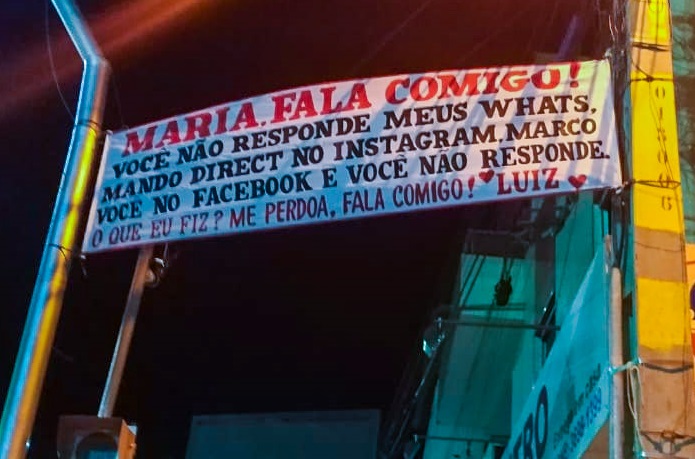 MARIA. FALA COMIGO!
VOCÊ NÃO RESPONDE MEUS WHATS.
MANDO DIRECT NO INSTAGRAM. MARCO
VOCE NO FACEBOOK E VOCÊ NÃO RESPONDE.
O QUE EU FIZ? ME PERDOA, FALA COMIGO! ♥ LUIZ ♥